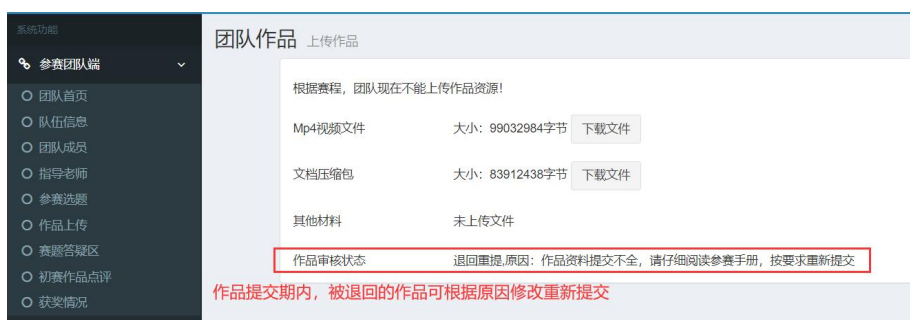 系统功能
参赛团队端
团队首页
队伍信息
团队成员
指导老师
参赛选题
作品上传
赛题答疑区
初赛作品点评
获奖情况
团队作品 上传作品
根据赛程，团队现在不能上传作品资源！
Mp4视频文件 大小：99032984字节 下载文件
文档压缩包 大小：83912438字节 下载文件
其他材料 未上传文件
作品审核状态 退回重提,原因：作品资料提交不全，请仔细阅读参赛手册，按要求重新提交
作品提交期内，被退回的作品可根据原因修改重新提交